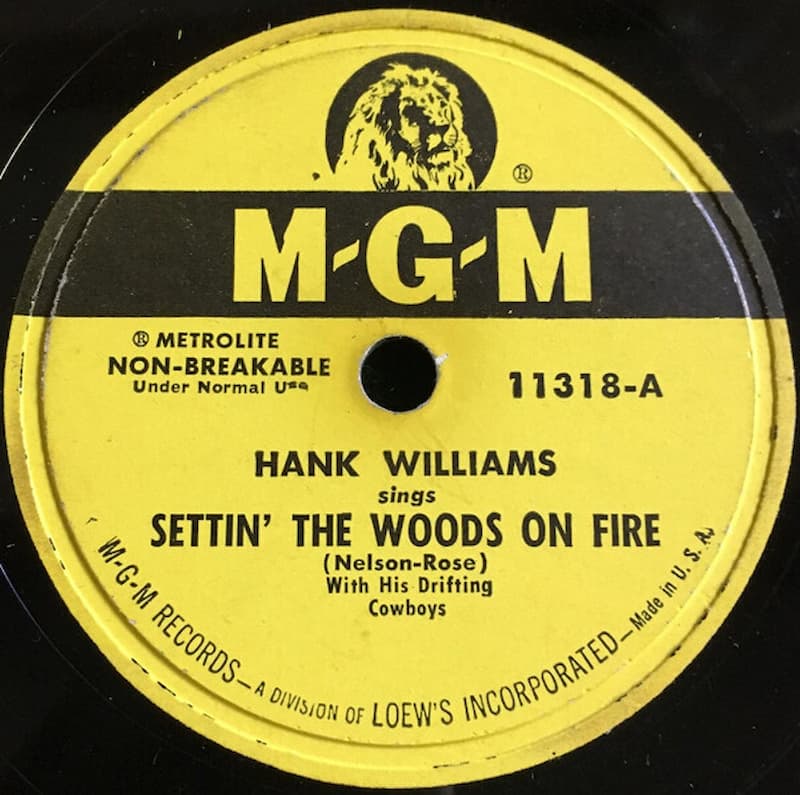 ®
M-G-M
® METROLITE
NON-BREAKABLE
Under Normal Use
11318-A
HANK WILLIAMS
sings
SETTIN' THE WOODS ON FIRE
(Nelson-Rose)
With His Drifting
Cowboys
M-G-M RECORDS—A DIVISION OF LOEW'S INCORPORATED—Made in U. S. A.